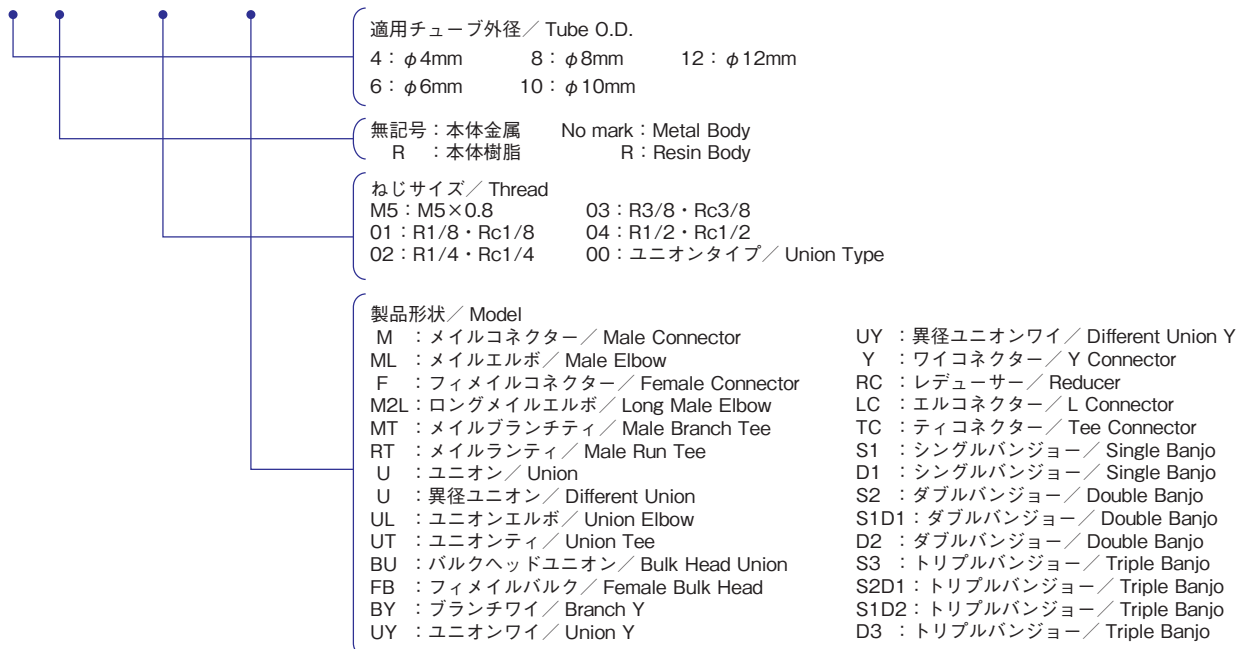 適用チューブ外径／ Tube O.D.
4：φ4mm 8：φ8mm 12：φ12mm
6：φ6mm 10：φ10mm
無記号：本体金属 No mark：Metal Body
R ：本体樹脂 R：Resin Body
ねじサイズ／ Thread
M5：M5×0.8 03：R3/8・Rc3/8
01：R1/8・Rc1/8 04：R1/2・Rc1/2
02：R1/4・Rc1/4 00：ユニオンタイプ／ Union Type
製品形状／ Model
M ：メイルコネクター／ Male Connector
ML ：メイルエルボ／ Male Elbow
F ：フィメイルコネクター／ Female Connector
M2L：ロングメイルエルボ／ Long Male Elbow
MT ：メイルブランチティ／ Male Branch Tee
RT ：メイルランティ／ Male Run Tee
U ：ユニオン／ Union
U ：異径ユニオン／ Different Union
UL ：ユニオンエルボ／ Union Elbow
UT ：ユニオンティ／ Union Tee
BU ：バルクヘッドユニオン／ Bulk Head Union
FB ：フィメイルバルク／ Female Bulk Head
BY ：ブランチワイ／ Branch Y
UY ：ユニオンワイ／ Union Y
UY ：異径ユニオンワイ／ Different Union Y
Y ：ワイコネクター／ Y Connector
RC ：レデューサー／ Reducer
LC ：エルコネクター／ L Connector
TC ：ティコネクター／ Tee Connector
S1 ：シングルバンジョー／ Single Banjo
D1 ：シングルバンジョー／ Single Banjo
S2 ：ダブルバンジョー／ Double Banjo
S1D1：ダブルバンジョー／ Double Banjo
D2 ：ダブルバンジョー／ Double Banjo
S3 ：トリプルバンジョー／ Triple Banjo
S2D1：トリプルバンジョー／ Triple Banjo
S1D2：トリプルバンジョー／ Triple Banjo
D3 ：トリプルバンジョー／ Triple Banjo